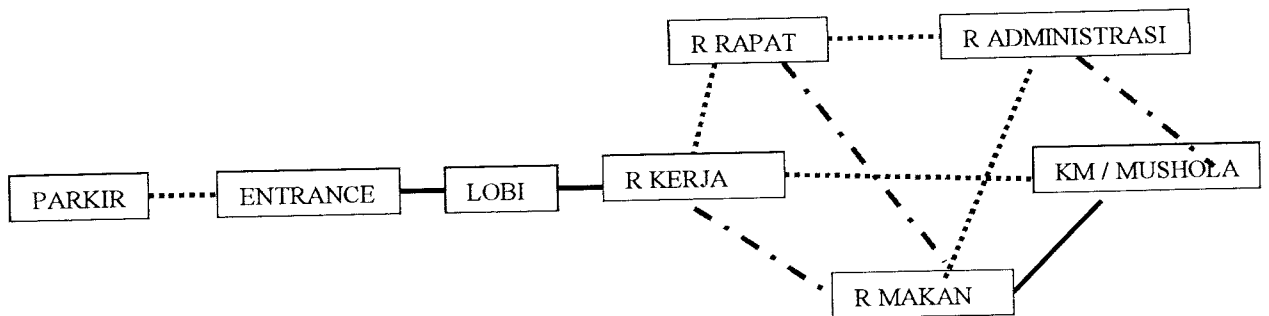 R RAPAT
R ADMINISTRASI
PARKIR
ENTRANCE
LOBI
R KERJA
KM / MUSHOLA
R MAKAN